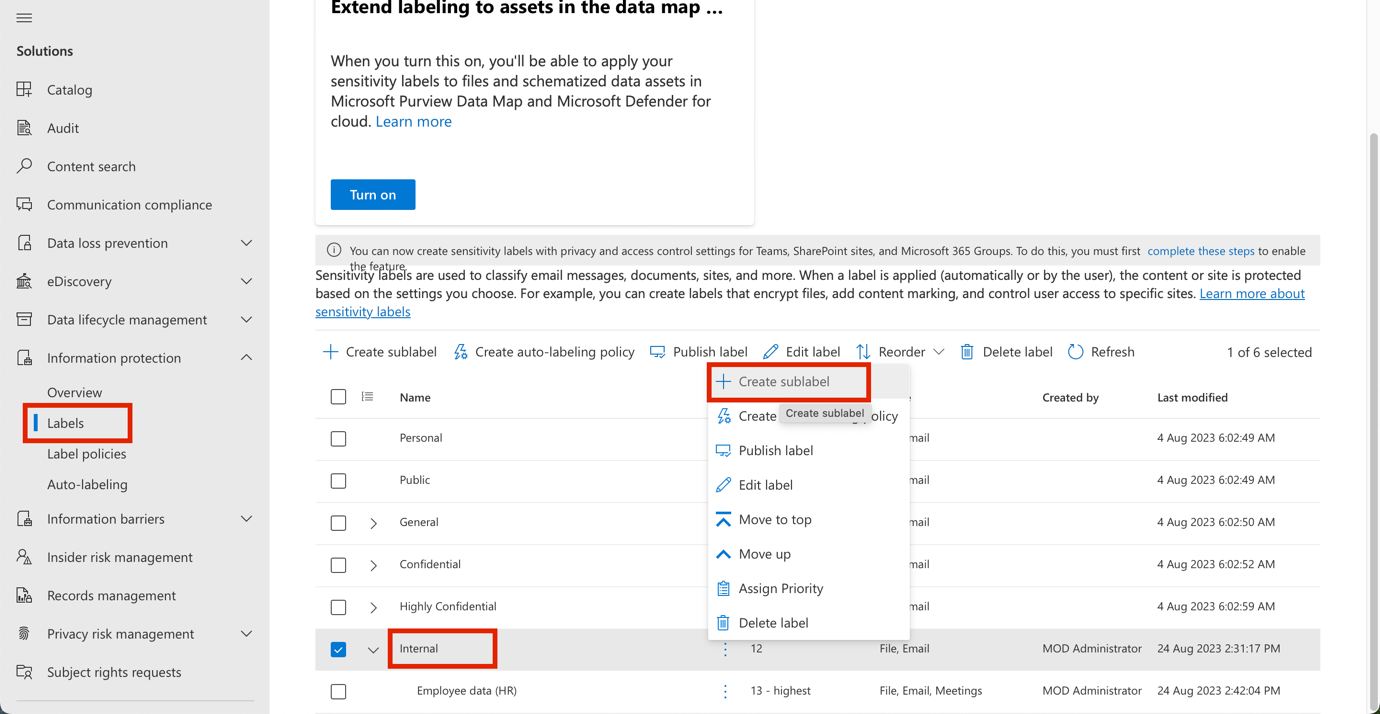 Solutions
Catalog
Audit
Content search
Communication compliance
Data loss prevention
eDiscovery
Data lifecycle management
Information protection
Overview
Labels
Label policies
Auto-labeling
Information barriers
Insider risk management
Records management
Privacy risk management
Subject rights requests
Extend labeling to assets in the data map ...
When you turn this on, you'll be able to apply your
sensitivity labels to files and schematized data assets in
Microsoft Purview Data Map and Microsoft Defender for
cloud. Learn more
Turn on
You can now create sensitivity labels with privacy and access control settings for Teams, SharePoint sites, and Microsoft 365 Groups. To do this, you must first complete these steps to enable
the feature.
Sensitivity labels are used to classify email messages, documents, sites, and more. When a label is applied (automatically or by the user), the content or site is protected
based on the settings you choose. For example, you can create labels that encrypt files, add content marking, and control user access to specific sites. Learn more about
sensitivity labels
Create sublabel Create auto-labeling policy Publish label Edit label Reorder Delete label Refresh 1 of 6 selected
Name Created by Last modified
Personal mail 4 Aug 2023 6:02:49 AM
Public mail 4 Aug 2023 6:02:49 AM
General mail 4 Aug 2023 6:02:50 AM
Confidential mail 4 Aug 2023 6:02:52 AM
Highly Confidential mail 4 Aug 2023 6:02:59 AM
Internal 12 File, Email MOD Administrator 24 Aug 2023 2:31:17 PM
Employee data (HR) 13 - highest File, Email, Meetings MOD Administrator 24 Aug 2023 2:42:04 PM
Create sublabel
Create olicy
Create sublabel
Publish label
Edit label
Move to top
Move up
Assign Priority
Delete label